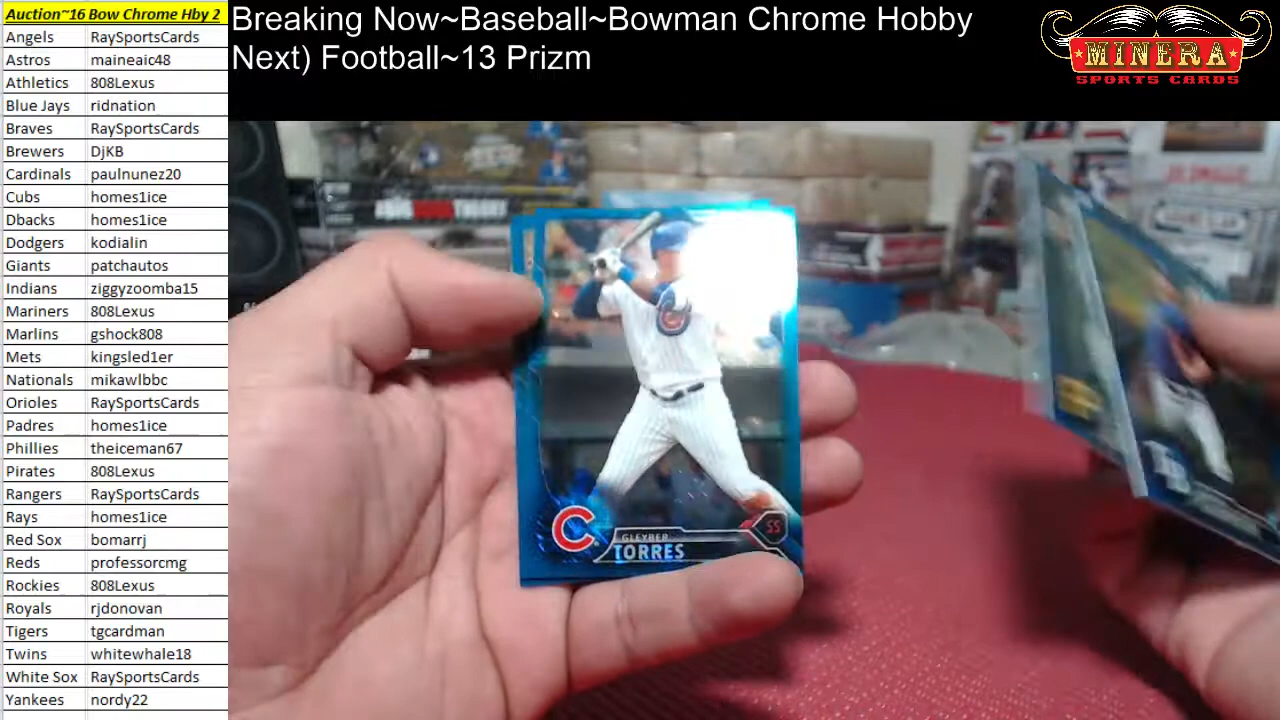 Auction~16 Bow Chrome Hby 2
Angels RaySportsCards
Astros maineaic48
Athletics 808Lexus
Blue Jays ridnation
Braves RaySportsCards
Brewers DjKB
Cardinals paulnunez20
Cubs homes1ice
Dbacks homes1ice
Dodgers kodialin
Giants patchautos
Indians ziggyzoomba15
Mariners 808Lexus
Marlins gshock808
Mets kingsled1er
Nationals mikawlbbc
Orioles RaySportsCards
Padres homes1ice
Phillies theiceman67
Pirates 808Lexus
Rangers RaySportsCards
Rays homes1ice
Red Sox bomarrj
Reds professorcmg
Rockies 808Lexus
Royals rjdonovan
Tigers tgcardman
Twins whitewhale18
White Sox RaySportsCards
Yankees nordy22
Breaking Now~Baseball~Bowman Chrome Hobby
Next) Football~13 Prizm
MINERA
SPORTS CARDS
C
GLEYBER
TORRES
SS